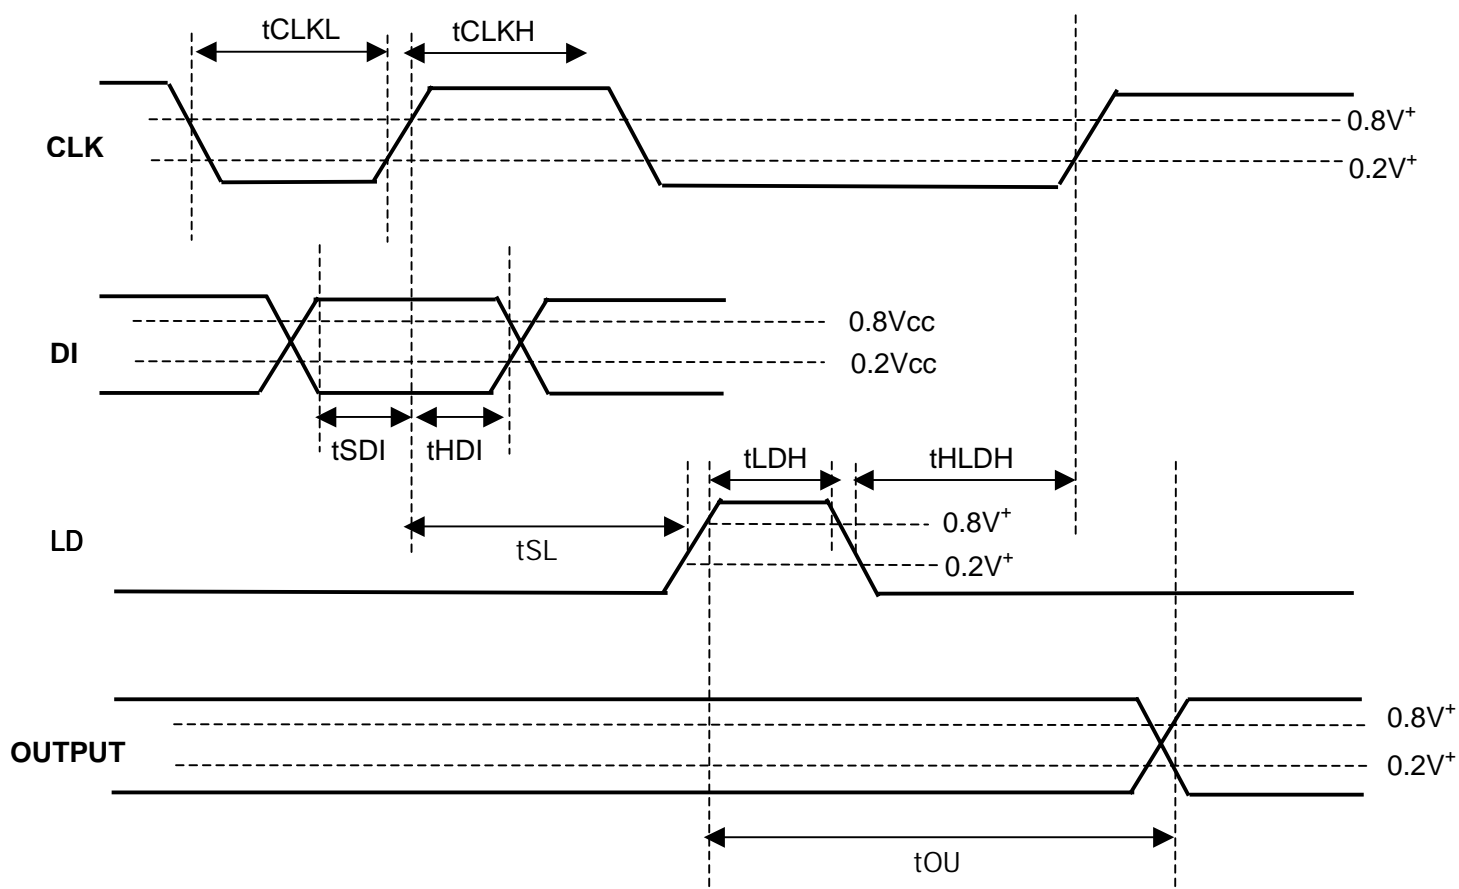 tCLKL
tCLKH
CLK
0.8V⁺
0.2V⁺
DI
0.8Vcc
0.2Vcc
tSDI
tHDI
tLDH
tHLDH
LD
tSL
0.8V⁺
0.2V⁺
OUTPUT
0.8V⁺
0.2V⁺
tOU